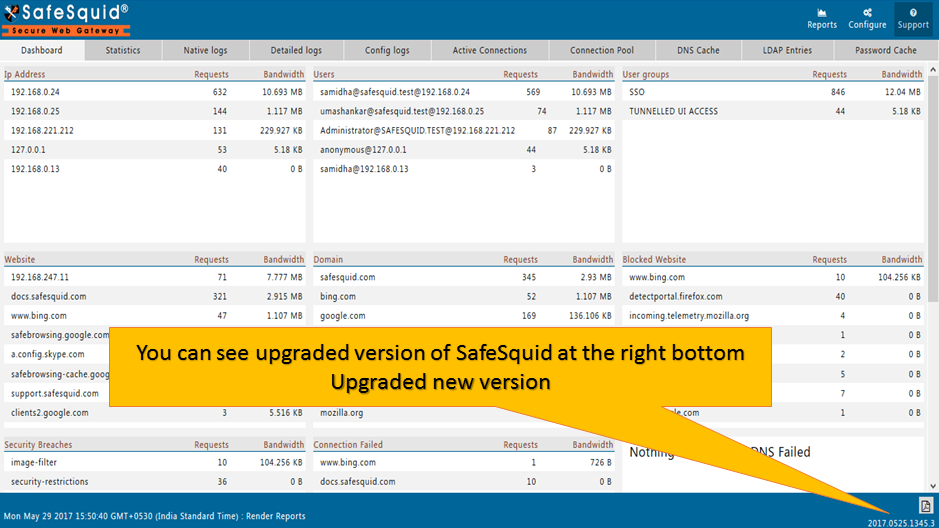 SafeSquid®
Secure Web Gateway
Reports Configure Support
Dashboard Statistics Native logs Detailed logs Config logs Active Connections Connection Pool DNS Cache LDAP Entries Password Cache
Ip Address Requests Bandwidth
192.168.0.24 632 10.693 MB
192.168.0.25 144 1.117 MB
192.168.221.212 131 229.927 KB
127.0.0.1 53 5.18 KB
192.168.0.13 40 0 B
Users Requests Bandwidth
samidha@safesquid.test@192.168.0.24 569 10.693 MB
umashankar@safesquid.test@192.168.0.25 74 1.117 MB
Administrator@SAFESQUID.TEST@192.168.221.212 87 229.927 KB
anonymous@127.0.0.1 44 5.18 KB
samidha@192.168.0.13 3 0 B
User groups Requests Bandwidth
SSO 846 12.04 MB
TUNNELLED UI ACCESS 44 5.18 KB
Website Requests Bandwidth
192.168.247.11 71 7.777 MB
docs.safesquid.com 321 2.915 MB
www.bing.com 47 1.107 MB
safebrowsing.google.com
a.config.skype.com
safebrowsing-cache.goog
support.safesquid.com
clients2.google.com 3 5.516 KB
Domain Requests Bandwidth
safesquid.com 345 2.93 MB
bing.com 52 1.107 MB
google.com 169 136.106 KB
mozilla.org
Blocked Website Requests Bandwidth
www.bing.com 10 104.256 KB
detectportal.firefox.com 40 0 B
incoming.telemetry.mozilla.org 4 0 B
1 0 B
2 0 B
5 0 B
7 0 B
le.com 1 0 B
You can see upgraded version of SafeSquid at the right bottom
Upgraded new version
Security Breaches Requests Bandwidth
image-filter 10 104.256 KB
security-restrictions 36 0 B
Connection Failed Requests Bandwidth
www.bing.com 1 726 B
docs.safesquid.com 10 0 B
Nothing DNS Failed
Mon May 29 2017 15:50:40 GMT+0530 (India Standard Time) : Render Reports
2017.0525.1345.3